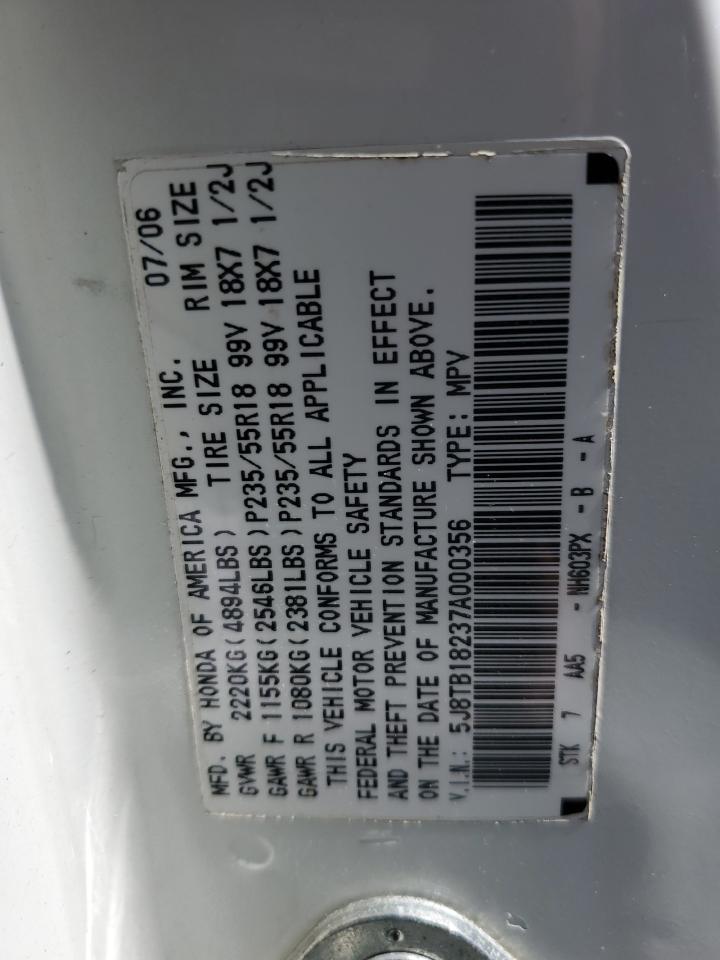 MFD. BY HONDA OF AMERICA MFG., INC. 07/06
GVWR 2220KG(4894LBS) TIRE SIZE RIM SIZE
GAWR F 1155KG(2546LBS)P235/55R18 99V 18X7 1/2J
GAWR R 1080KG(2381LBS)P235/55R18 99V 18X7 1/2J
THIS VEHICLE CONFORMS TO ALL APPLICABLE
FEDERAL MOTOR VEHICLE SAFETY
AND THEFT PREVENTION STANDARDS IN EFFECT
ON THE DATE OF MANUFACTURE SHOWN ABOVE.
V.I.N.: 5J8TB18237A000356 TYPE: MPV
STK 7 AA5 - NH603PX - B - A